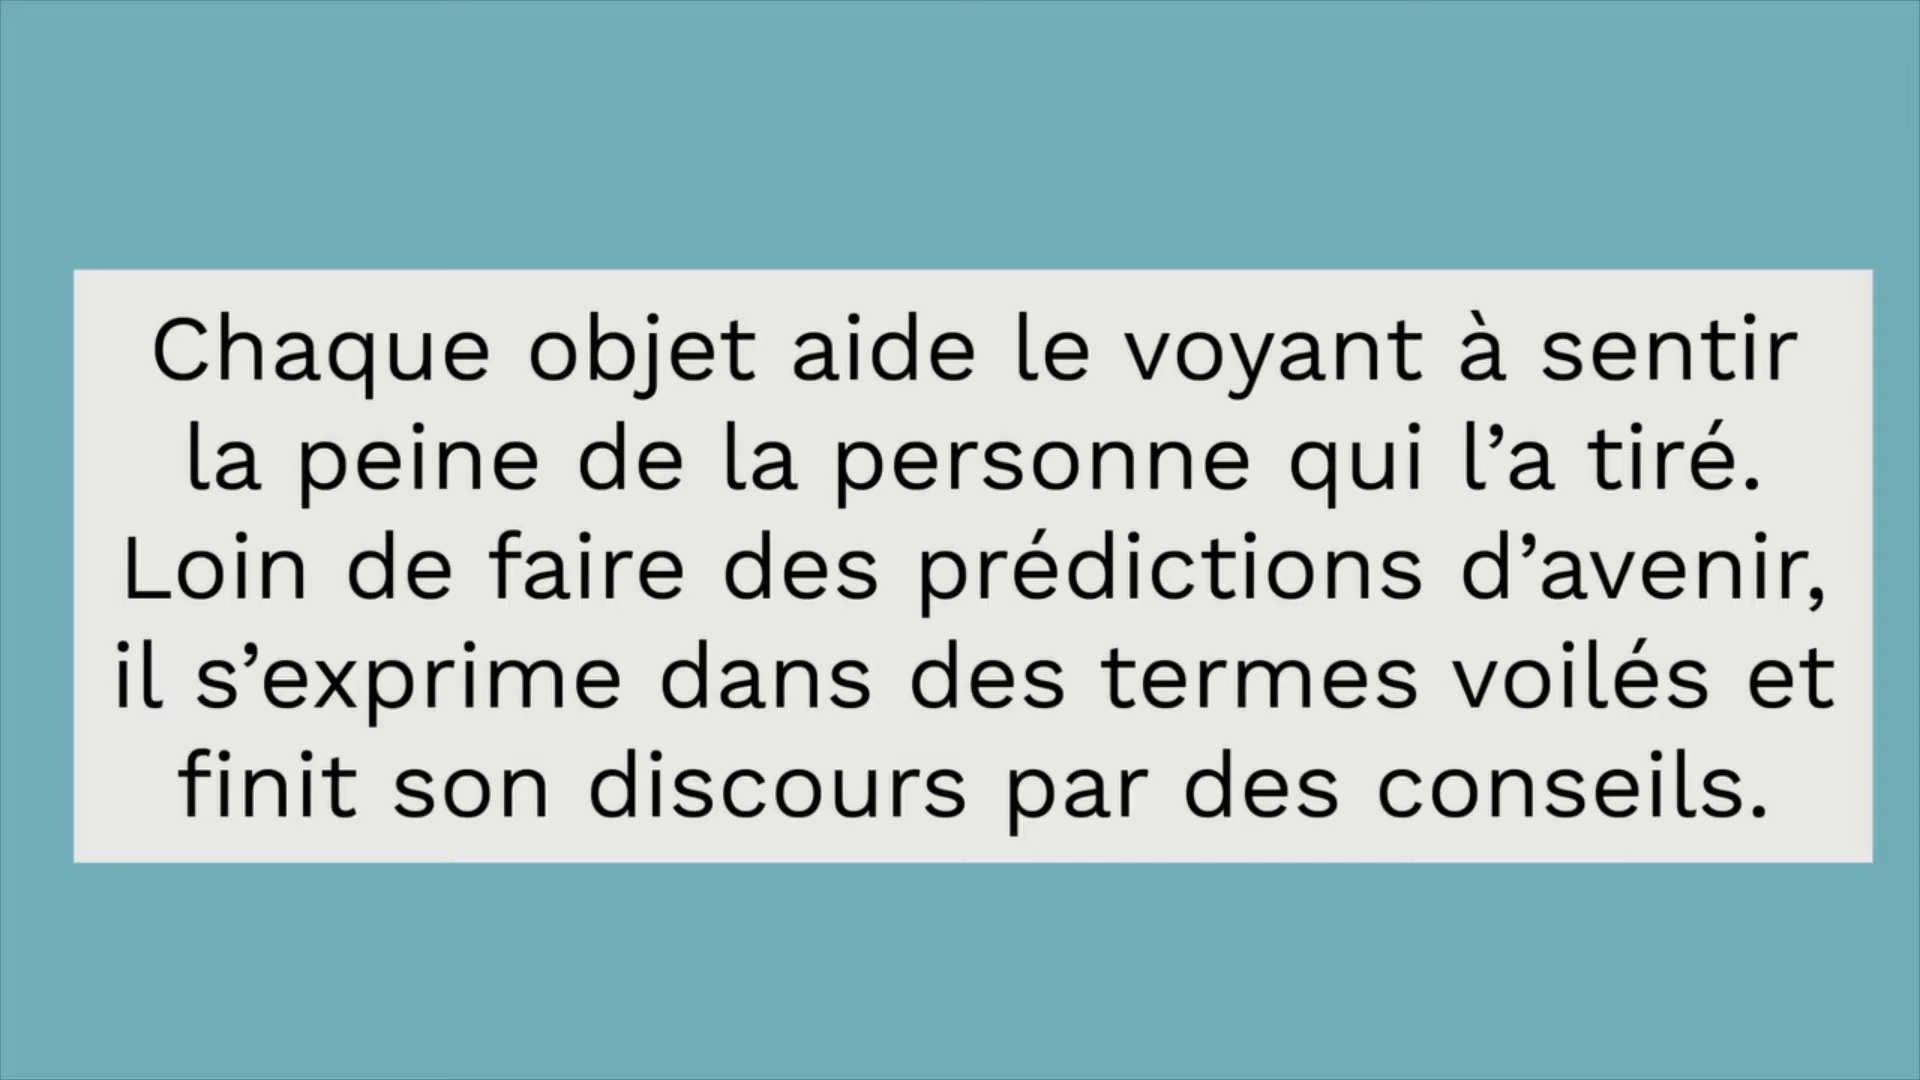 Chaque objet aide le voyant à sentir
la peine de la personne qui l’a tiré.
Loin de faire des prédictions d’avenir,
il s’exprime dans des termes voilés et
finit son discours par des conseils.